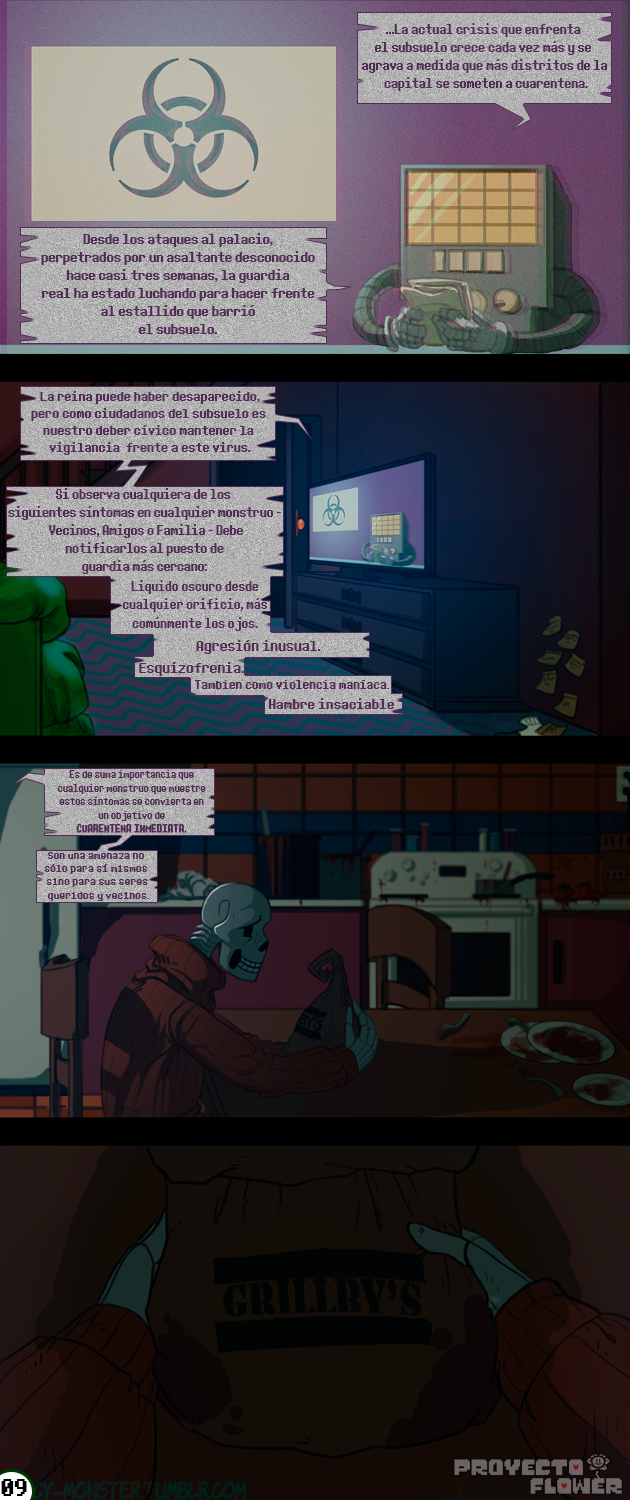 ...La actual crisis que enfrenta
el subsuelo crece cada vez más y se
agrava a medida que más distritos de la
capital se someten a cuarentena.
Desde los ataques al palacio,
perpetrados por un asaltante desconocido
hace casi tres semanas, la guardia
real ha estado luchando para hacer frente
al estallido que barrió
el subsuelo.
La reina puede haber desaparecido,
pero como ciudadanos del subsuelo es
nuestro deber cívico mantener la
vigilancia frente a este virus.
Si observa cualquiera de los
siguientes síntomas en cualquier monstruo -
Vecinos, Amigos o Familia - Debe
notificarlos al puesto de
guardia más cercano:
Liquido oscuro desde
cualquier orificio, más
comúnmente los ojos.
Agresión inusual.
Esquizofrenia.
Tambien como violencia maniaca.
Hambre insaciable
Es de suma importancia que
cualquier monstruo que muestre
estos síntomas se convierta en
un objetivo de
CUARENTENA INMEDIATA.
Son una amenaza no
sólo para sí mismos
sino para sus seres
queridos y vecinos.
BY'S
GRILLBY'S
PROYECTO
FLOWER
09
Y-MONSTER.TUMBLR.COM